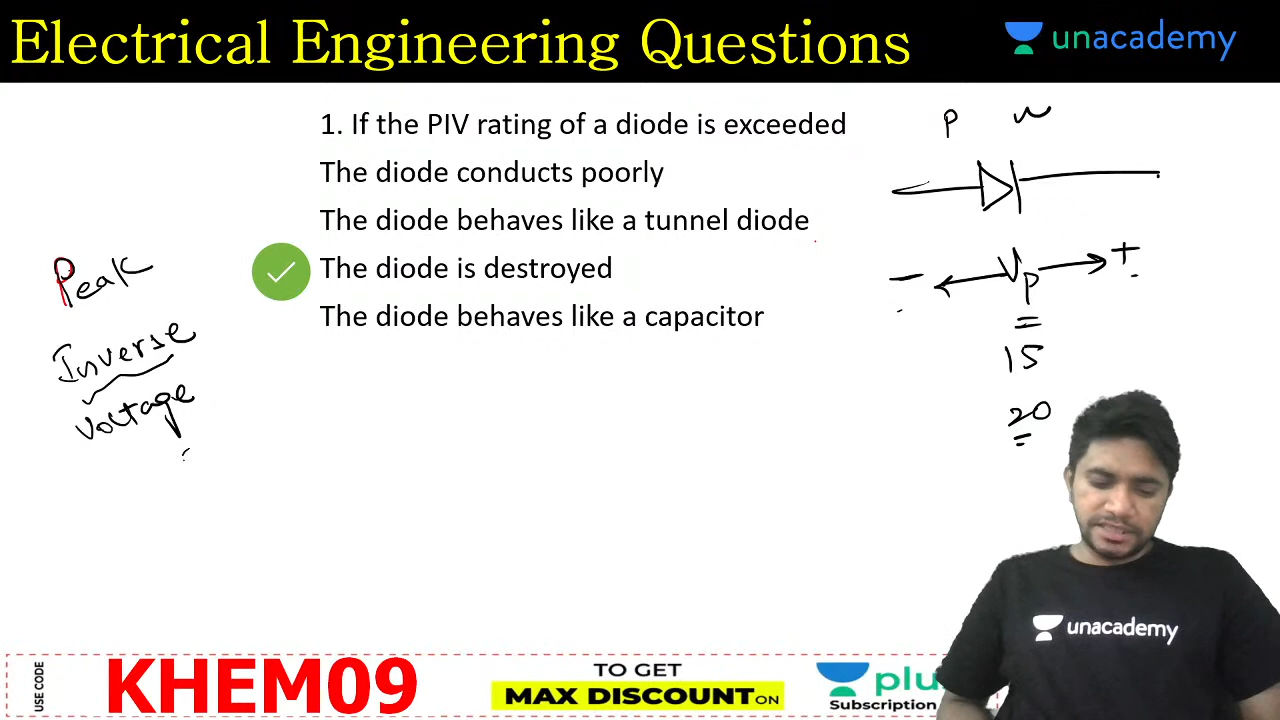 Electrical Engineering Questions
unacademy
1. If the PIV rating of a diode is exceeded
The diode conducts poorly
The diode behaves like a tunnel diode
The diode is destroyed
The diode behaves like a capacitor
Peak
Inverse
Voltage
P N
- Vp +
=
15
20
=
unacademy
USE CODE
KHEM09
TO GET
MAX DISCOUNT ON
plu
Subscription